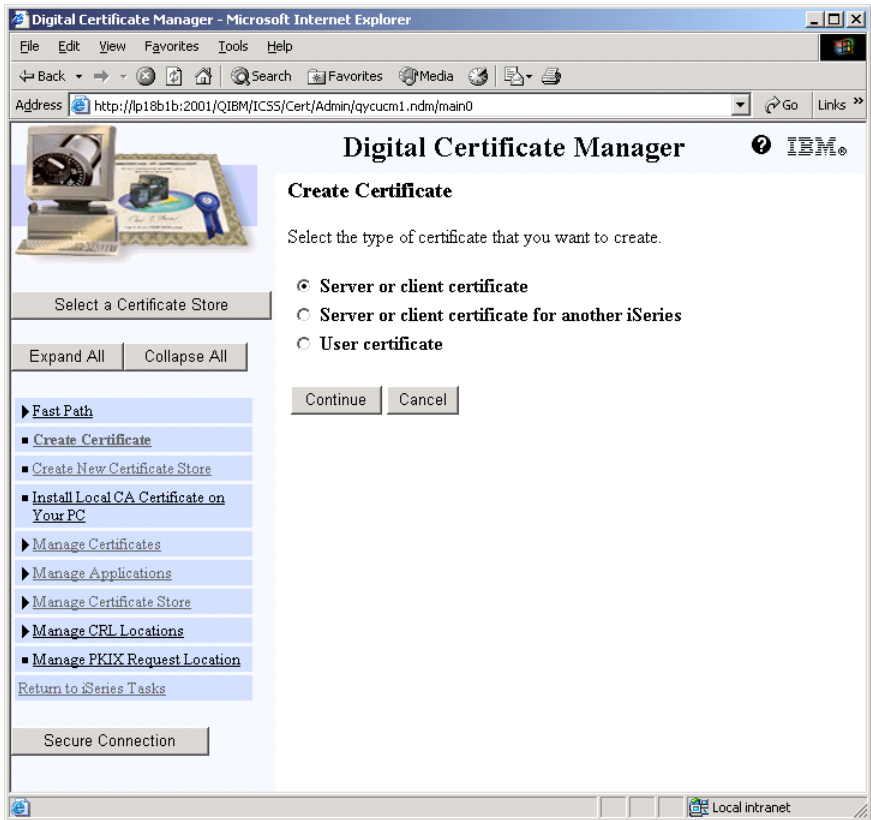 Digital Certificate Manager - Microsoft Internet Explorer
File Edit View Favorites Tools Help
Back Search Favorites Media
Address http://lp18b1b:2001/QIBM/ICSS/Cert/Admin/qycucm1.ndm/main0 Go Links »
Digital Certificate Manager ? IBM®
Select a Certificate Store
Expand All Collapse All
Fast Path
Create Certificate
Create New Certificate Store
Install Local CA Certificate on
Your PC
Manage Certificates
Manage Applications
Manage Certificate Store
Manage CRL Locations
Manage PKIX Request Location
Return to iSeries Tasks
Secure Connection
Create Certificate
Select the type of certificate that you want to create.
Server or client certificate
Server or client certificate for another iSeries
User certificate
Continue Cancel
Local intranet